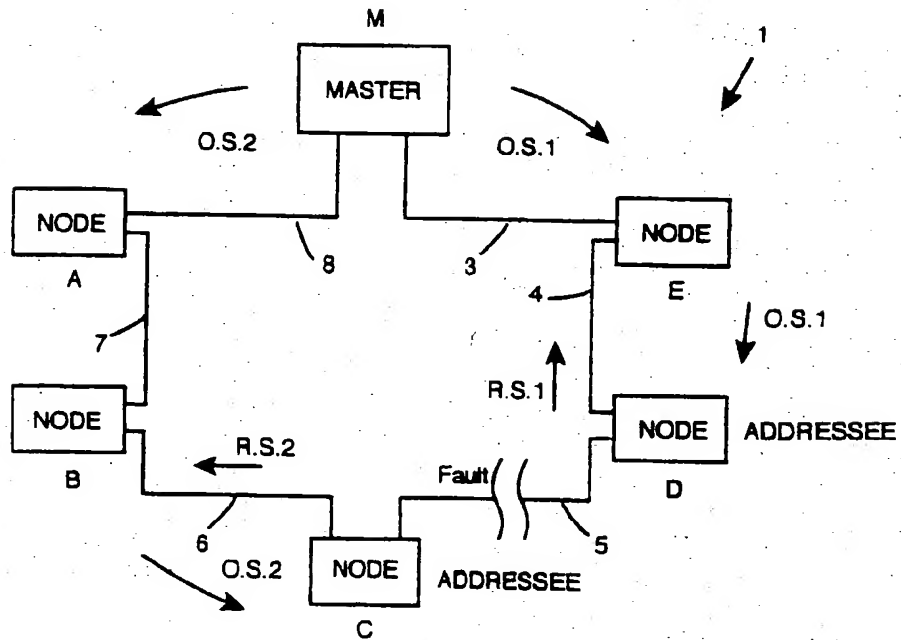 M
1
MASTER
O.S.2
O.S.1
NODE
A
8
3
NODE
E
4
7
O.S.1
R.S.1
NODE
B
R.S.2
NODE
ADDRESSEE
D
Fault
6
5
O.S.2
NODE
ADDRESSEE
C